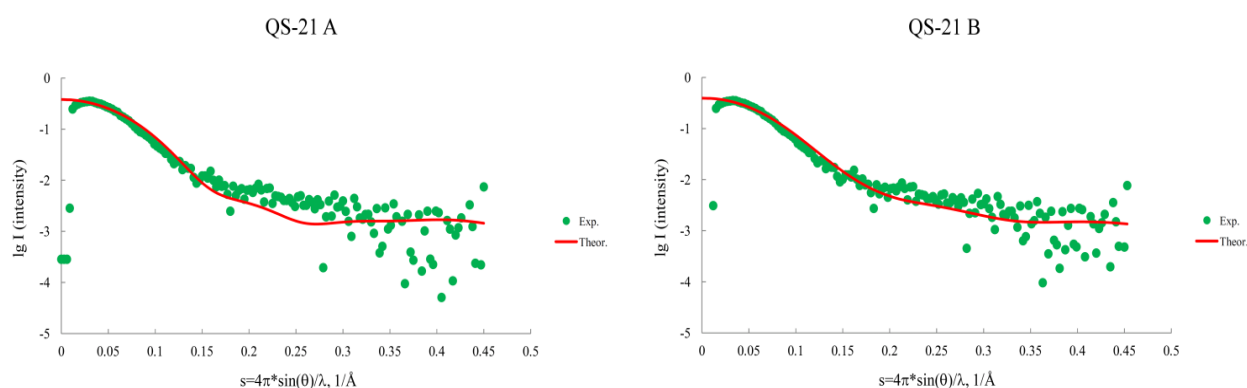 QS-21 A
0
-1
-2
-3
-4
-5
lg I (intensity)
0 0.05 0.1 0.15 0.2 0.25 0.3 0.35 0.4 0.45 0.5
s=4π*sin(θ)/λ, 1/Å
Exp.
Theor.
QS-21 B
0
-1
-2
-3
-4
-5
lg I (intensity)
0 0.05 0.1 0.15 0.2 0.25 0.3 0.35 0.4 0.45 0.5
s=4π*sin(θ)/λ, 1/Å
Exp.
Theor.